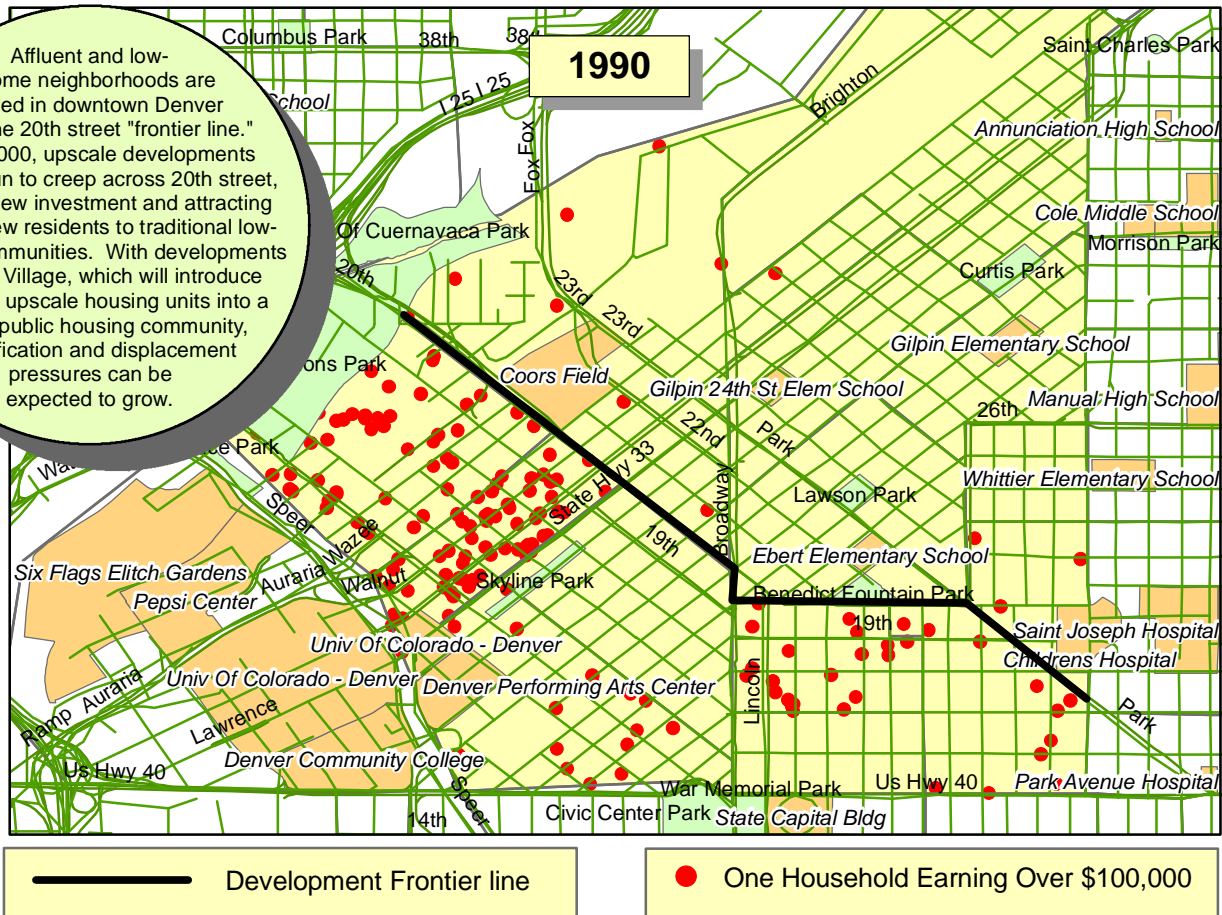 Affluent and low-
ome neighborhoods are
ed in downtown Denver
ne 20th street "frontier line."
000, upscale developments
un to creep across 20th street,
ew investment and attracting
ew residents to traditional low-
mmunities. With developments
Village, which will introduce
upscale housing units into a
public housing community,
fication and displacement
pressures can be
expected to grow.
1990
Columbus Park
38th
38
School
I 25 I 25
Fox Fox
Brighton
Saint Charles Park
Annunciation High School
Cole Middle School
Morrison Park
Of Cuernavaca Park
20th
Curtis Park
23rd
23rd
Gilpin Elementary School
ons Park
Coors Field
Gilpin 24th St Elem School
Manual High School
26th
22nd
Park
ce Park
State Hwy 33
Broadway
Whittier Elementary School
Lawson Park
Speer
Wazee
19th
Ebert Elementary School
Six Flags Elitch Gardens
Auraria
Walnut
Skyline Park
Pepsi Center
Benedict Fountain Park
19th
Saint Joseph Hospital
Univ Of Colorado - Denver
Childrens Hospital
Univ Of Colorado - Denver
Denver Performing Arts Center
Lincoln
Auraria
Ramp
Lawrence
Park
Denver Community College
Us Hwy 40
Speer
War Memorial Park
Us Hwy 40
Park Avenue Hospital
14th
Civic Center Park
State Capital Bldg
Development Frontier line
One Household Earning Over $100,000